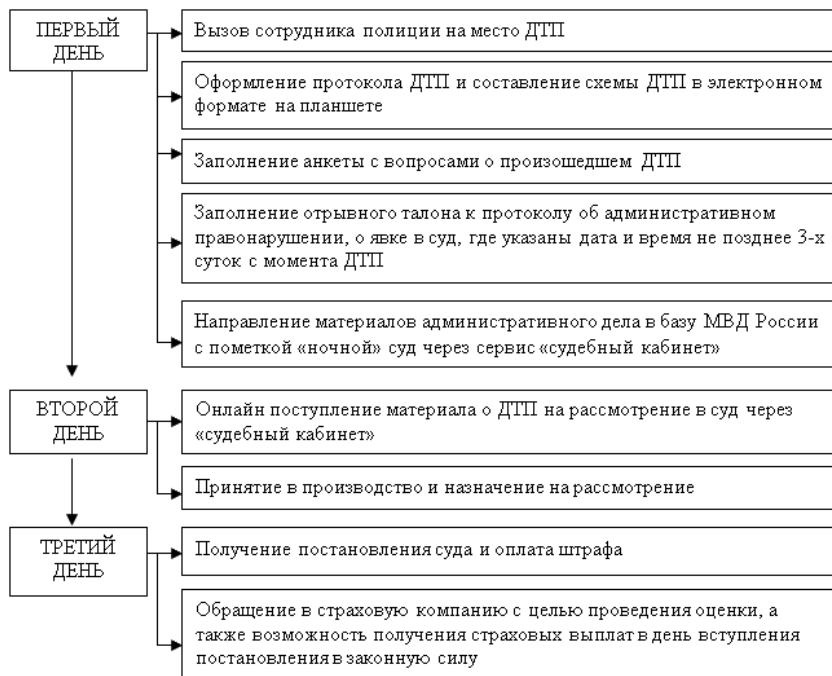 ПЕРВЫЙ
ДЕНЬ
Вызов сотрудника полиции на место ДТП
Оформление протокола ДТП и составление схемы ДТП в электронном
формате на планшете
Заполнение анкеты с вопросами о произошедшем ДТП
Заполнение отрывного талона к протоколу об административном
правонарушении, о явке в суд, где указаны дата и время не позднее 3-х
суток с момента ДТП
Направление материалов административного дела в базу МВД России
с пометкой «ночной» суд через сервис «судебный кабинет»
ВТОРОЙ
ДЕНЬ
Онлайн поступление материала о ДТП на рассмотрение в суд через
«судебный кабинет»
Принятие в производство и назначение на рассмотрение
ТРЕТИЙ
ДЕНЬ
Получение постановления суда и оплата штрафа
Обращение в страховую компанию с целью проведения оценки, а
также возможность получения страховых выплат в день вступления
постановления в законную силу